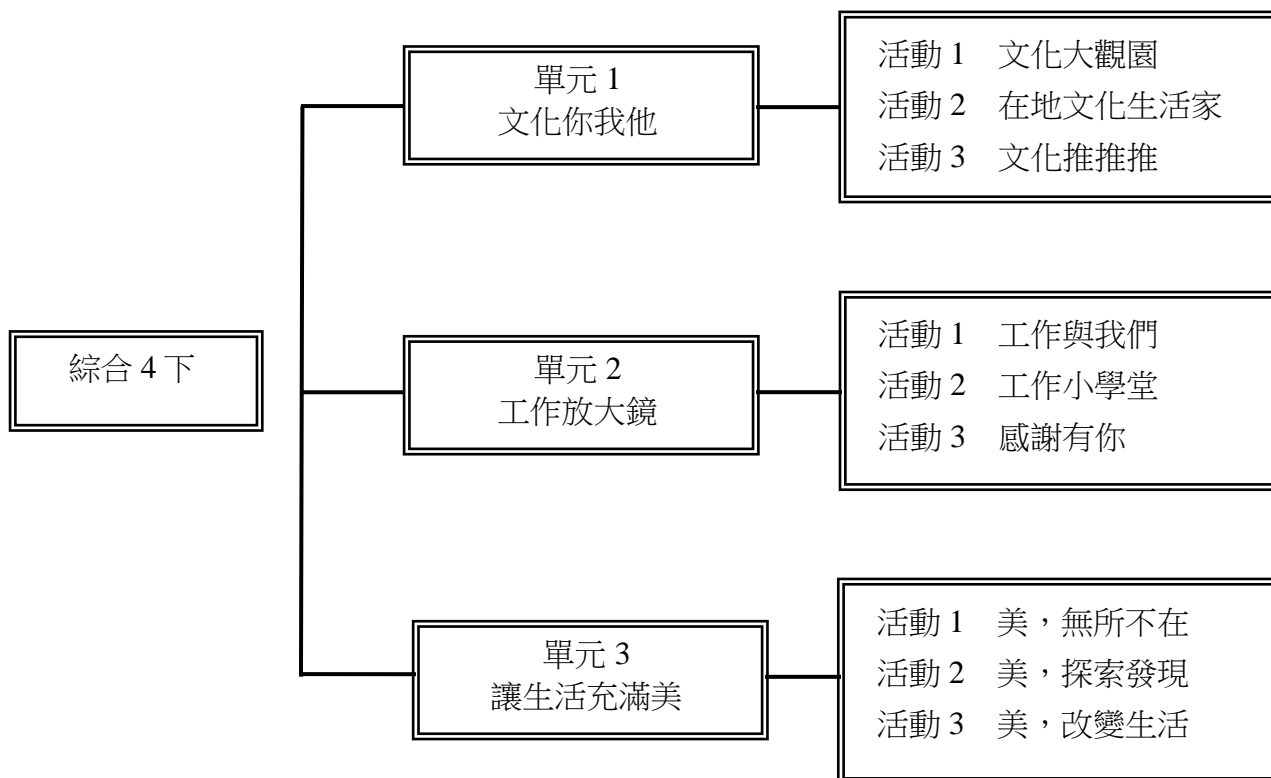 綜合 4 下
單元 1
文化你我他
活動 1　文化大觀園
活動 2　在地文化生活家
活動 3　文化推推推
單元 2
工作放大鏡
活動 1　工作與我們
活動 2　工作小學堂
活動 3　感謝有你
單元 3
讓生活充滿美
活動 1　美，無所不在
活動 2　美，探索發現
活動 3　美，改變生活